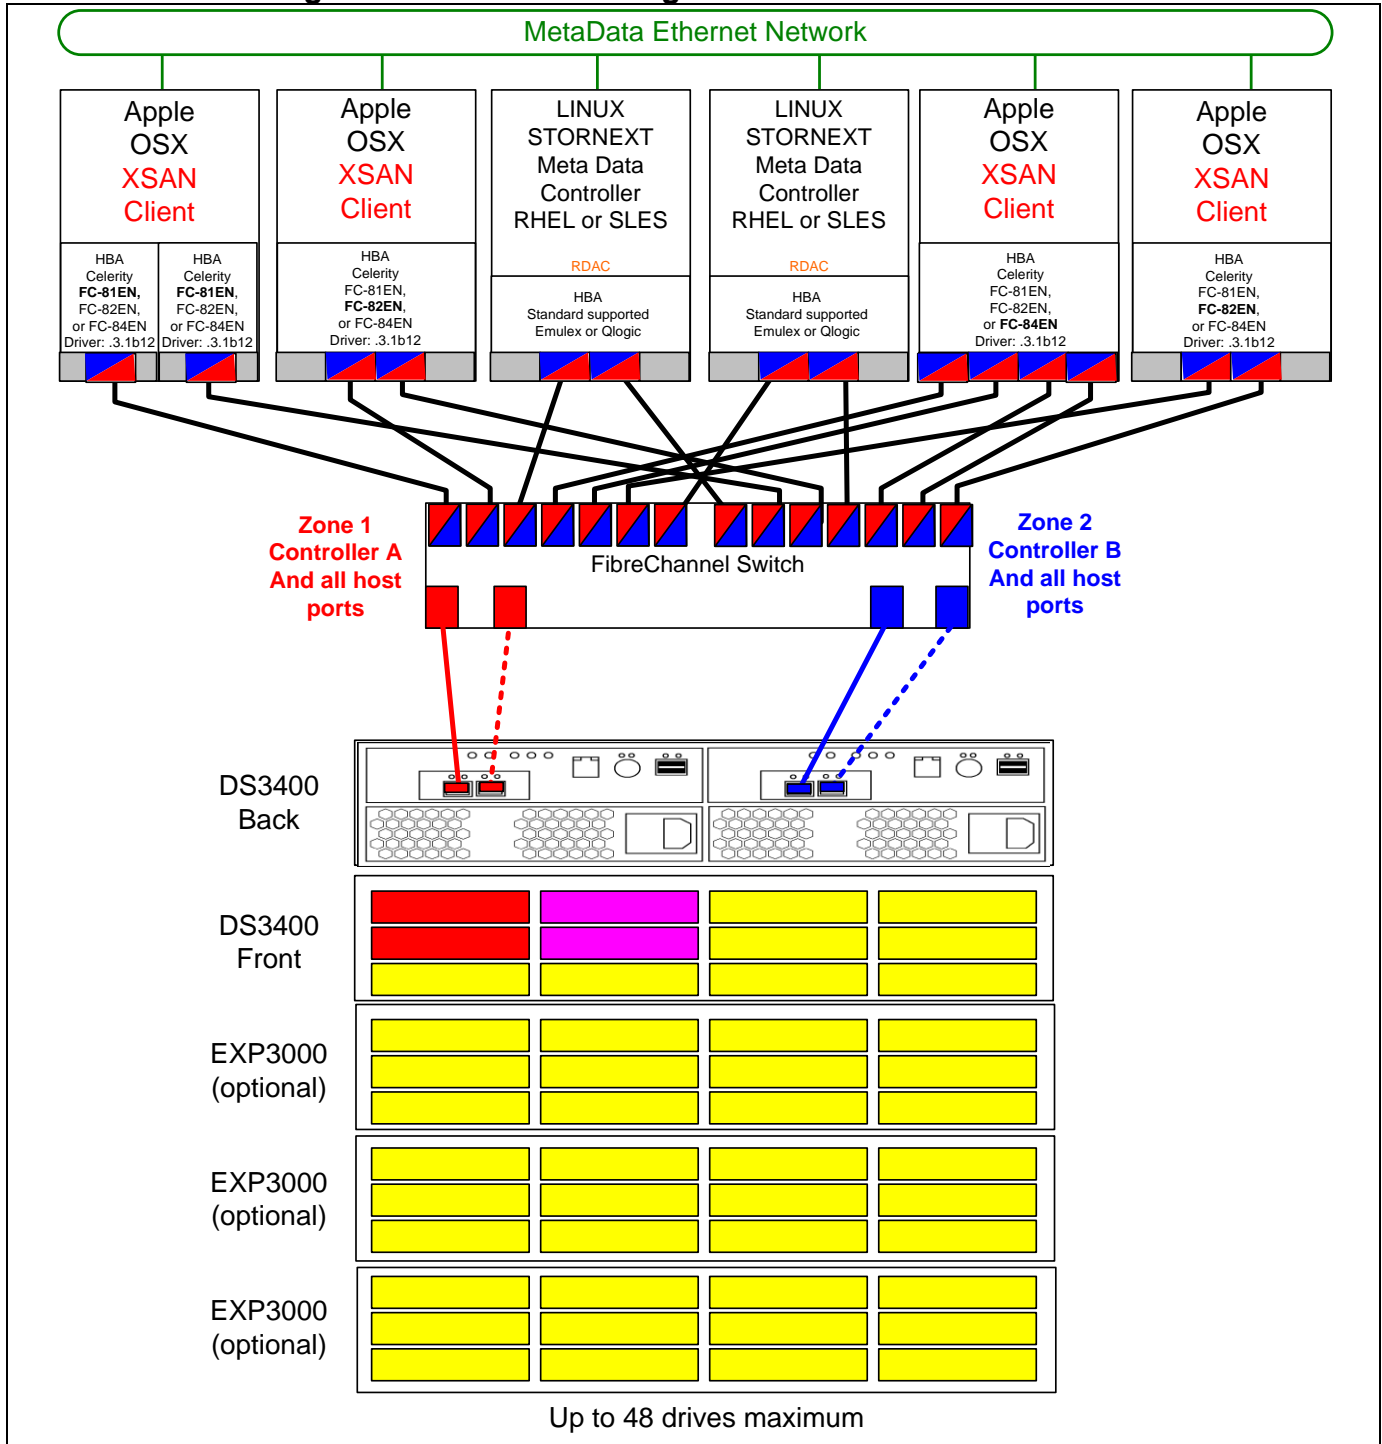 MetaData Ethernet Network
Apple
OSX
XSAN
Client
HBA
Celerity
FC-81EN,
FC-82EN,
or FC-84EN
Driver: .3.1b12
HBA
Celerity
FC-81EN,
FC-82EN,
or FC-84EN
Driver: .3.1b12
Apple
OSX
XSAN
Client
HBA
Celerity
FC-81EN,
FC-82EN,
or FC-84EN
Driver: .3.1b12
LINUX
STORNEXT
Meta Data
Controller
RHEL or SLES
RDAC
HBA
Standard supported
Emulex or Qlogic
LINUX
STORNEXT
Meta Data
Controller
RHEL or SLES
RDAC
HBA
Standard supported
Emulex or Qlogic
Apple
OSX
XSAN
Client
HBA
Celerity
FC-81EN,
FC-82EN,
or FC-84EN
Driver: .3.1b12
Apple
OSX
XSAN
Client
HBA
Celerity
FC-81EN,
FC-82EN,
or FC-84EN
Driver: .3.1b12
Zone 1
Controller A
And all host
ports
FibreChannel Switch
Zone 2
Controller B
And all host
ports
DS3400
Back
DS3400
Front
EXP3000
(optional)
EXP3000
(optional)
EXP3000
(optional)
Up to 48 drives maximum